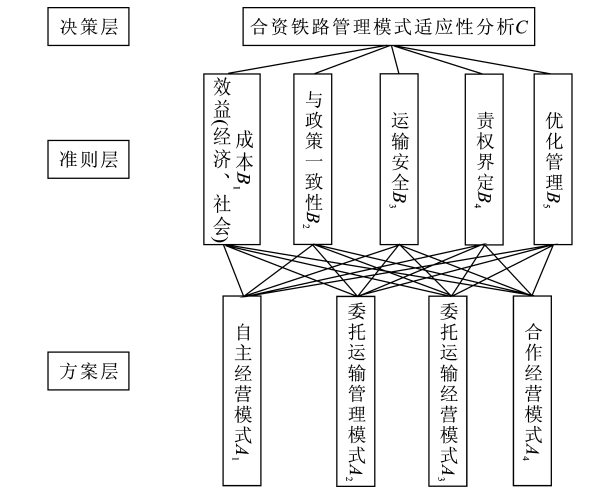 决策层
合资铁路管理模式适应性分析C
准则层
效益(经济、社会)
成本B1
与政策一致性B2
运输安全B3
责权界定B4
优化管理B5
方案层
自主经营模式A1
委托运输管理模式A2
委托运输经营模式A3
合作经营模式A4